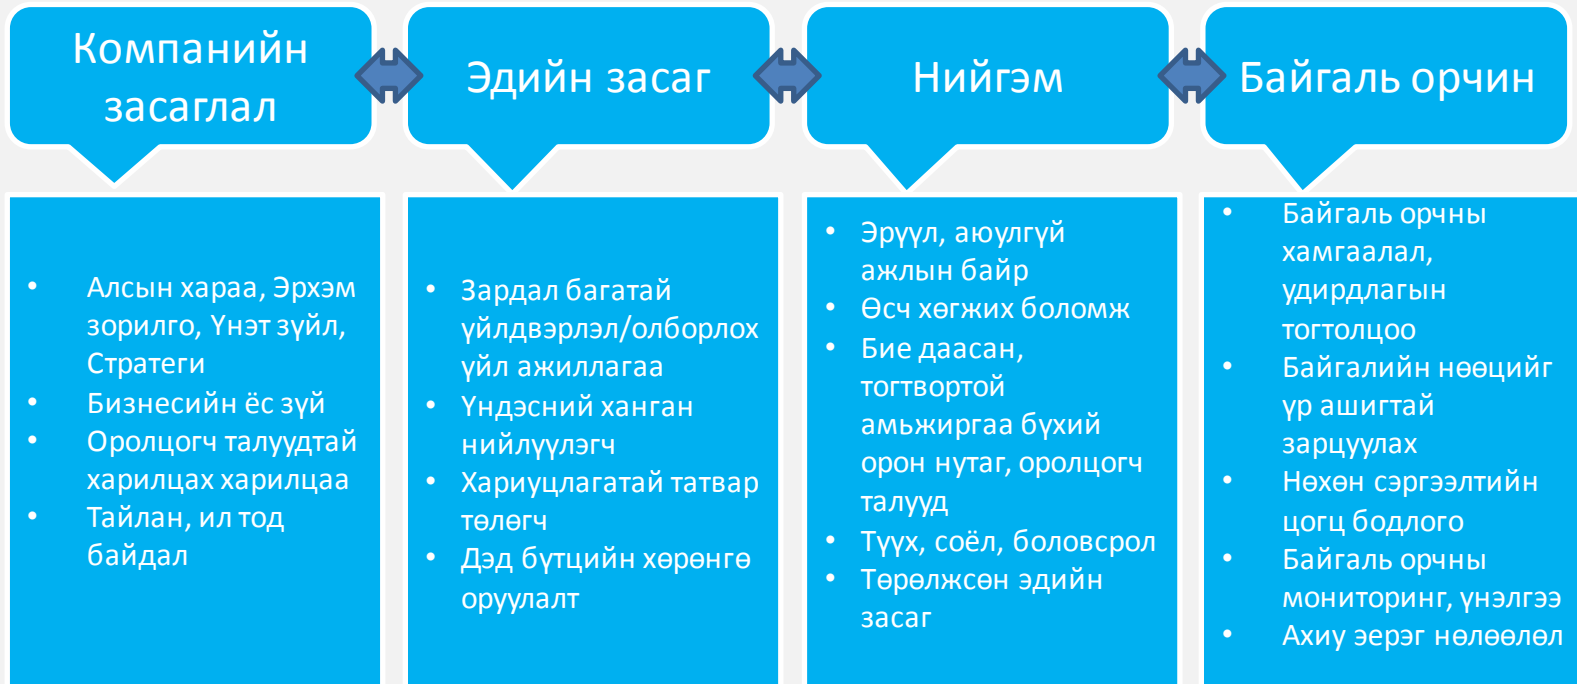 Компанийн
засаглал
Эдийн засаг
Нийгэм
Байгаль орчин
• Алсын хараа, Эрхэм
зорилго, Үнэт зүйл,
Стратеги
• Бизнесийн ёс зүй
• Оролцогч талуудтай
харилцах харилцаа
• Тайлан, ил тод
байдал
• Зардал багатай
үйлдвэрлэл/олборлох
үйл ажиллагаа
• Үндэсний ханган
нийлүүлэгч
• Хариуцлагатай татвар
төлөгч
• Дэд бүтцийн хөрөнгө
оруулалт
• Эрүүл, аюулгүй
ажлын байр
• Өсч хөгжих боломж
• Бие даасан,
тогтвортой
амьжиргаа бүхий
орон нутаг, оролцогч
талууд
• Түүх, соёл, боловсрол
• Төрөлжсөн эдийн
засаг
• Байгаль орчны
хамгаалал,
удирдлагын
тогтолцоо
• Байгалийн нөөцийг
үр ашигтай
зарцуулах
• Нөхөн сэргээлтийн
цогц бодлого
• Байгаль орчны
мониторинг, үнэлгээ
• Ахиу эерэг нөлөөлөл